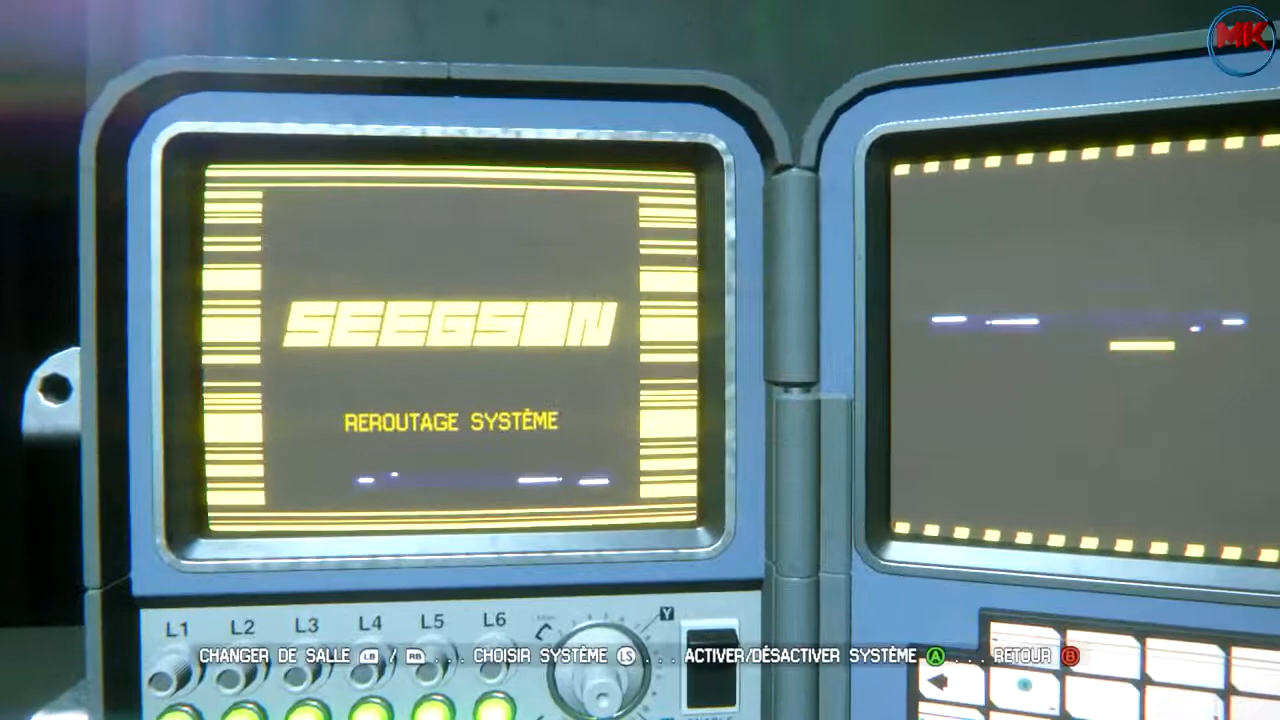 MK
SEEGSON
REROUTAGE SYSTÈME
L1 L2 L3 L4 L5 L6
Y
CHANGER DE SALLE LB / RB .... CHOISIR SYSTÈME LS .... ACTIVER/DÉSACTIVER SYSTÈME A .... RETOUR B